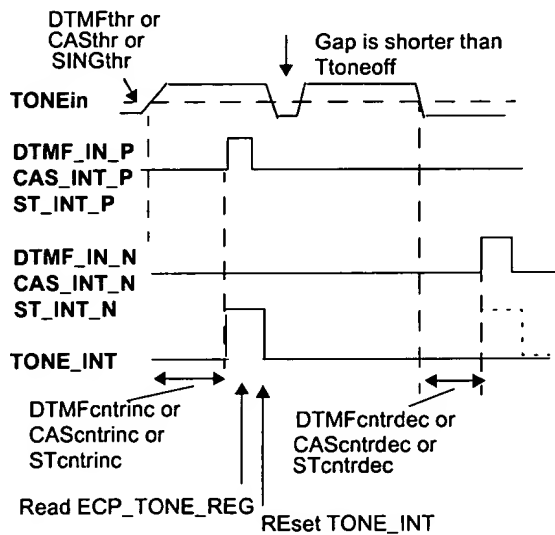 DTMFthr or
CASthr or
SINGthr
Gap is shorter than
Ttoneoff
TONEin
DTMF_IN_P
CAS_INT_P
ST_INT_P
DTMF_IN_N
CAS_INT_N
ST_INT_N
TONE_INT
DTMFcntrinc or
CAScntrinc or
STcntrinc
DTMFcntrdec or
CAScntrdec or
STcntrdec
Read ECP_TONE_REG
REset TONE_INT